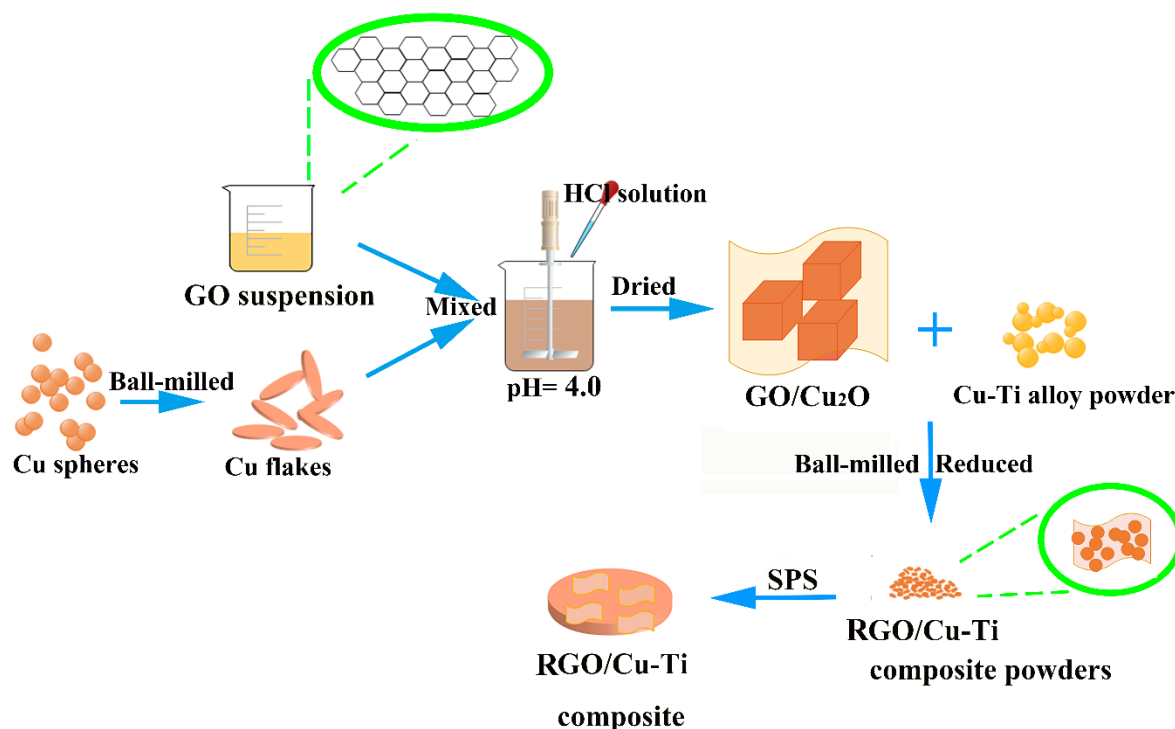 HCl solution
GO suspension
Mixed
Dried
pH= 4.0
Ball-milled
Cu spheres
Cu flakes
GO/Cu₂O
Cu-Ti alloy powder
Ball-milled
Reduced
RGO/Cu-Ti
composite powders
SPS
RGO/Cu-Ti
composite